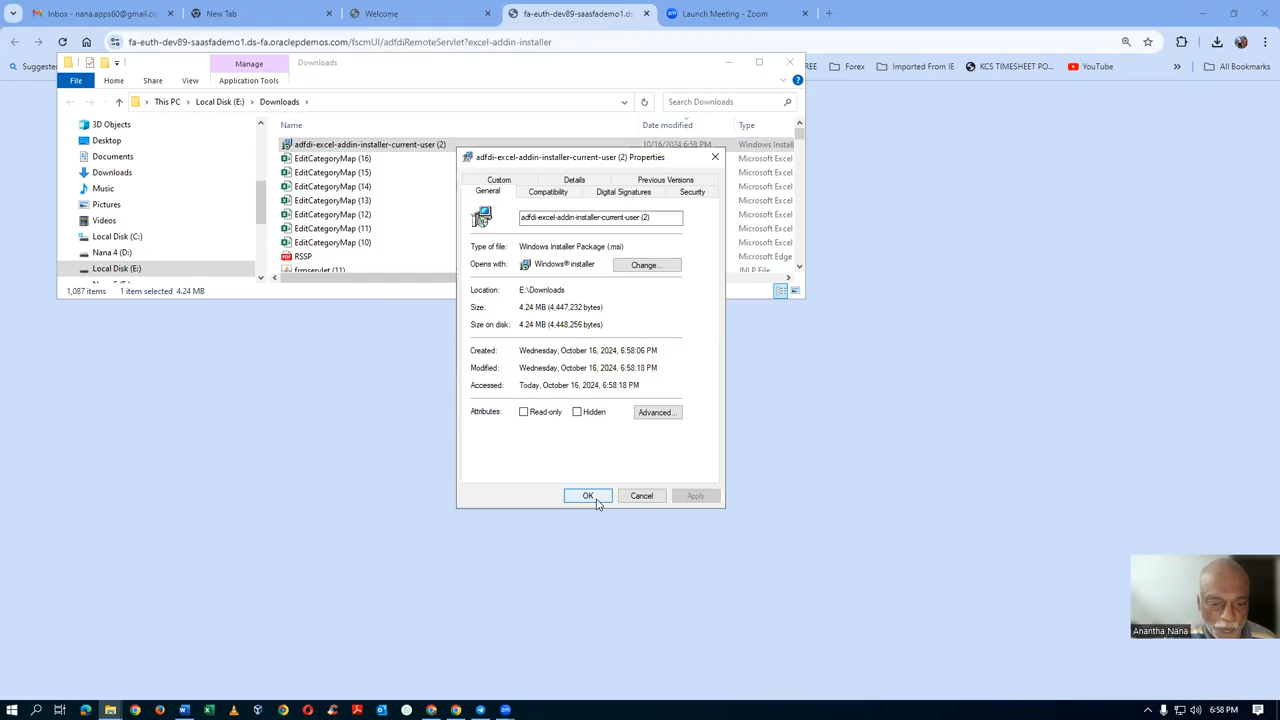 Inbox - nana.apps60@gmail.co
New Tab
Welcome
fa-euth-dev89-saasfademo1.ds
Launch Meeting - Zoom
fa-euth-dev89-saasfademo1.ds-fa.oraclepdemos.com/fscmUI/adfdiRemoteServlet?excel-addin-installer
Suggeste
Forex
Imported From IE
KCS TIMESHEET PO...
YouTube
All Bookmarks
Manage
Downloads
File
Home
Share
View
Application Tools
This PC
Local Disk (E:)
Downloads
Search Downloads
Name
Date modified
Type
3D Objects
Desktop
Documents
Downloads
Music
Pictures
Videos
Local Disk (C:)
Nana 4 (D:)
Local Disk (E:)
adfdi-excel-addin-installer-current-user (2)
10/16/2024 6:58 PM
Windows Install
EditCategoryMap (16)
Microsoft Excel
EditCategoryMap (15)
Microsoft Excel
EditCategoryMap (14)
Microsoft Excel
EditCategoryMap (13)
Microsoft Excel
EditCategoryMap (12)
Microsoft Excel
EditCategoryMap (11)
Microsoft Excel
EditCategoryMap (10)
Microsoft Excel
RSSP
Microsoft Edge
frmservlet (11)
JNLP File
1,087 items
1 item selected 4.24 MB
adfdi-excel-addin-installer-current-user (2) Properties
Custom
Details
Previous Versions
General
Compatibility
Digital Signatures
Security
adfdi-excel-addin-installer-current-user (2)
Type of file: Windows Installer Package (.msi)
Opens with: Windows® installer
Change...
Location: E:\Downloads
Size: 4.24 MB (4,447,232 bytes)
Size on disk: 4.24 MB (4,448,256 bytes)
Created: Wednesday, October 16, 2024, 6:58:06 PM
Modified: Wednesday, October 16, 2024, 6:58:18 PM
Accessed: Today, October 16, 2024, 6:58:18 PM
Attributes: Read-only Hidden Advanced...
OK
Cancel
Apply
Anantha Nana
6:58 PM